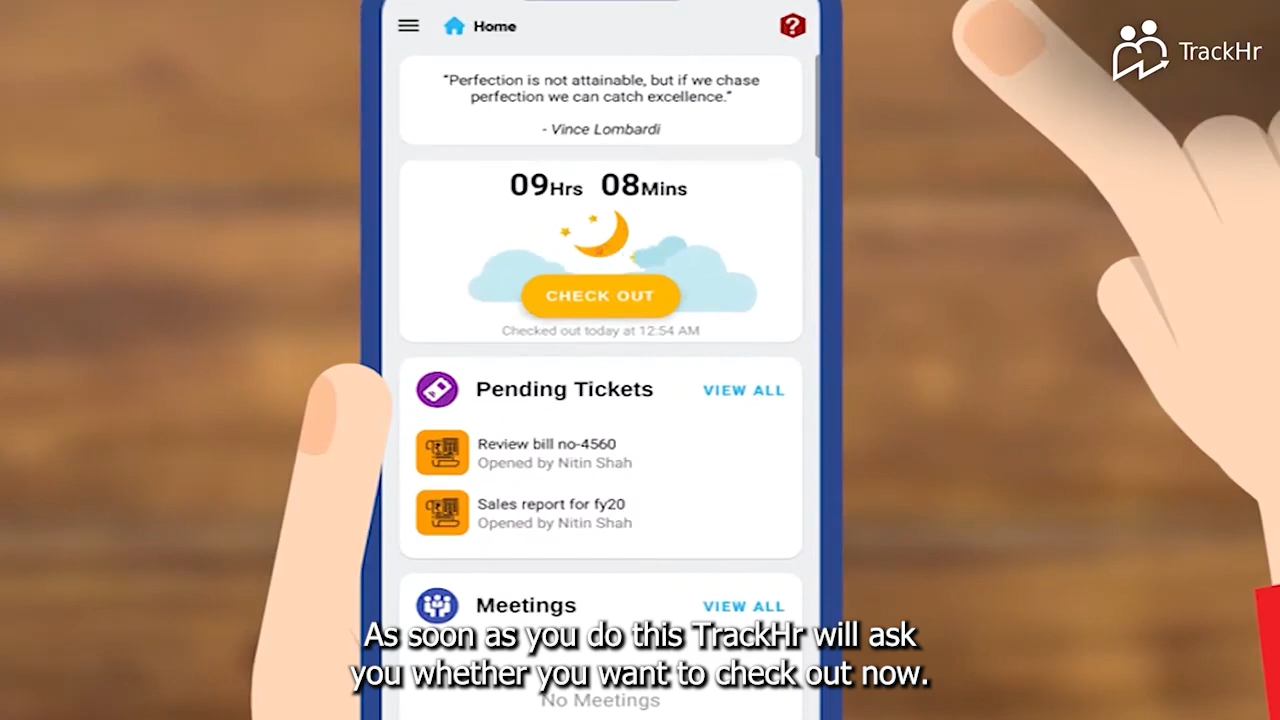 Home
?
TrackHr
“Perfection is not attainable, but if we chase
perfection we can catch excellence.”
- Vince Lombardi
09Hrs 08Mins
CHECK OUT
Checked out today at 12:54 AM
Pending Tickets VIEW ALL
Review bill no-4560
Opened by Nitin Shah
Sales report for fy20
Opened by Nitin Shah
Meetings VIEW ALL
As soon as you do this TrackHr will ask
you whether you want to check out now.
No Meetings